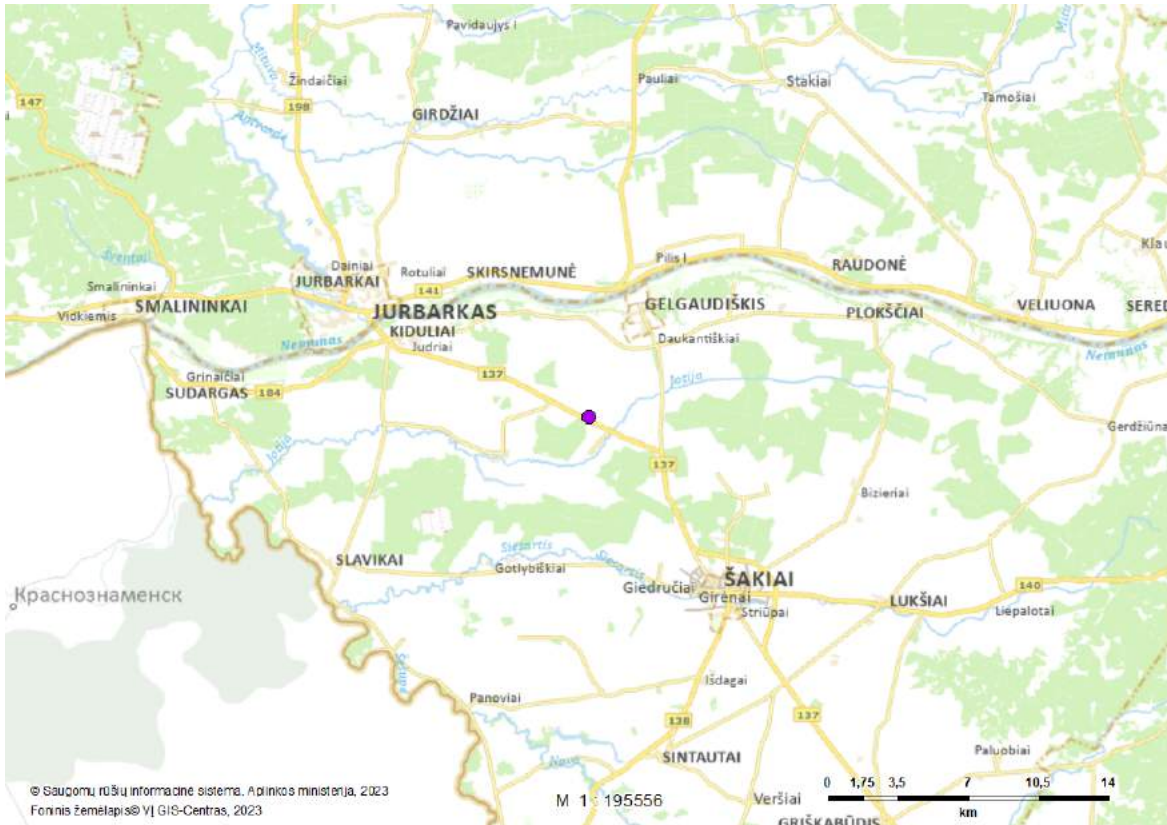 Pavidaujys I
Mituva
Žindaičiai
Pauliai
Stakiai
147
Tamošiai
198
GIRDŽIAI
Antvardė
Dainiai
Rotuliai
SKIRSNEMUNĖ
Pilis I
RAUDONĖ
Smalininkai
JURBARKAI
141
SMALININKAI
JURBARKAS
GELGAUDIŠKIS
PLOKŠČIAI
VELIUONA
SERED
Vidkiemis
KIDULIAI
Judriai
Daukantiškiai
Nemunas
Nemunas
Grinaičiai
SUDARGAS
184
137
Jotija
Jotija
Gerdžiūna
137
Bizieriai
SLAVIKAI
Siesartis
Siesartis
Gotlybiškiai
Giedručiai
ŠAKIAI
Girėnai
140
Краснознаменск
Striūpai
LUKŠIAI
Liepalotai
Šešupė
Išdagai
Panoviai
138
137
Nova
SINTAUTAI
Paluobiai
© Saugomų rūšių informacinė sistema. Aplinkos ministerija, 2023
Foninis žemėlapis© VĮ GIS-Centras, 2023
M 1 : 195556
0 1,75 3,5 7 10,5 14
km
Veršiai
GRIŠKABŪDIS